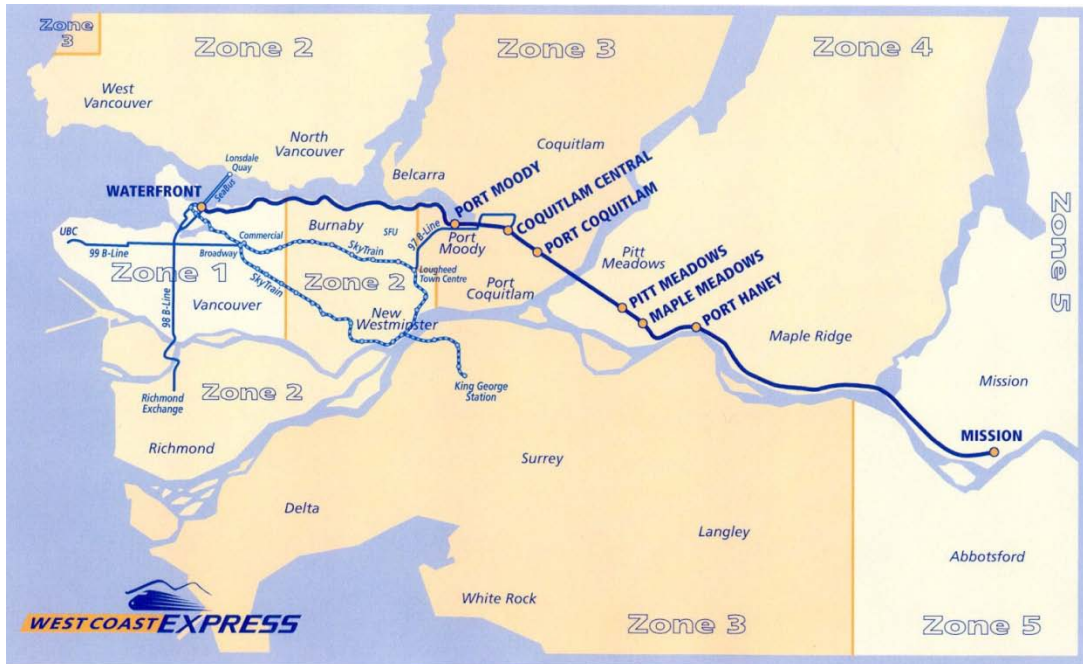 Zone
3
Zone 2
Zone 3
Zone 4
Zone 5
West
Vancouver
North
Vancouver
Lonsdale
Quay
SeaBus
WATERFRONT
Belcarra
Coquitlam
PORT MOODY
COQUITLAM CENTRAL
PORT COQUITLAM
Burnaby
SFU
97 B-Line
Port
Moody
UBC
99 B-Line
Commercial
Broadway
SkyTrain
SkyTrain
Lougheed
Town Centre
Zone 1
Zone 2
Vancouver
98 B-Line
New
Westminster
Port
Coquitlam
Pitt
Meadows
PITT MEADOWS
MAPLE MEADOWS
PORT HANEY
Maple Ridge
King George
Station
Richmond
Exchange
Zone 2
Richmond
Mission
MISSION
Surrey
Delta
Langley
Abbotsford
White Rock
Zone 3
Zone 5
WEST COAST EXPRESS